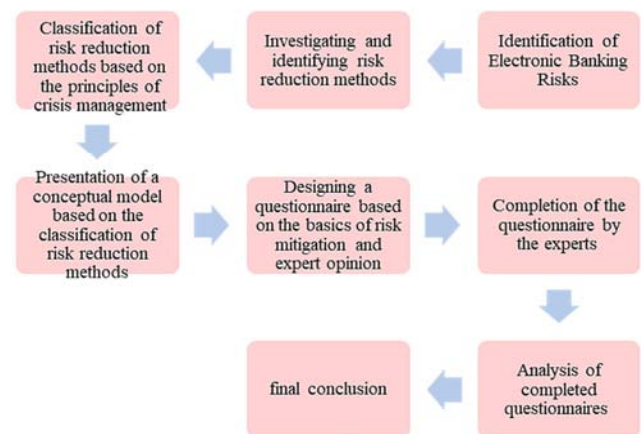 Classification of
risk reduction
methods based on
the principles of
crisis management
Investigating and
identifying risk
reduction methods
Identification of
Electronic Banking
Risks
Presentation of a
conceptual model
based on the
classification of
risk reduction
methods
Designing a
questionnaire based
on the basics of risk
mitigation and
expert opinion
Completion of the
questionnaire by
the experts
final conclusion
Analysis of
completed
questionnaires